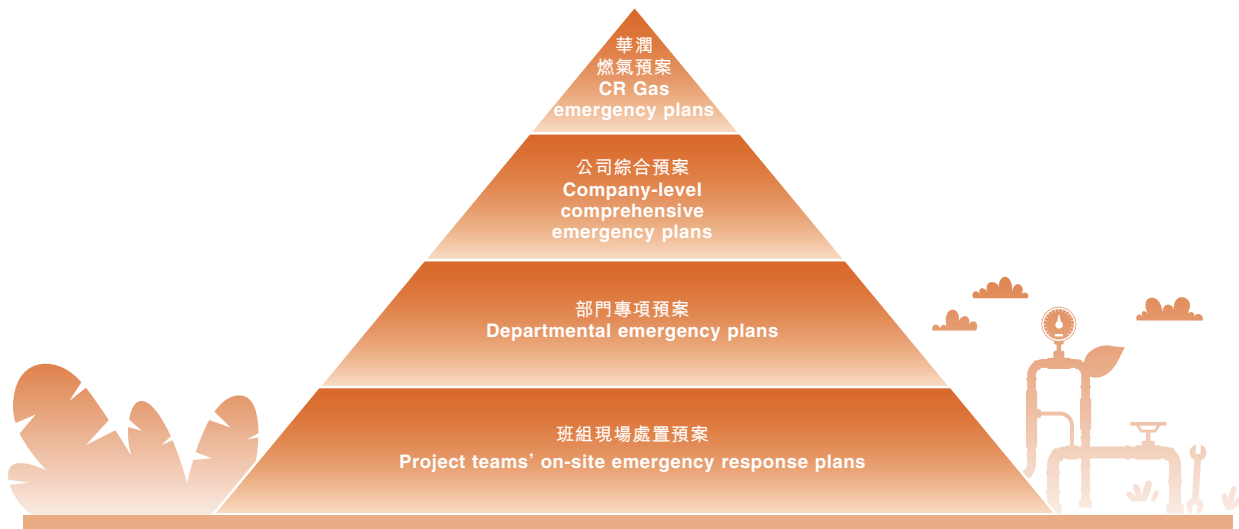 華潤
燃氣預案
CR Gas
emergency plans
公司綜合預案
Company-level
comprehensive
emergency plans
部門專項預案
Departmental emergency plans
班組現場處置預案
Project teams’ on-site emergency response plans